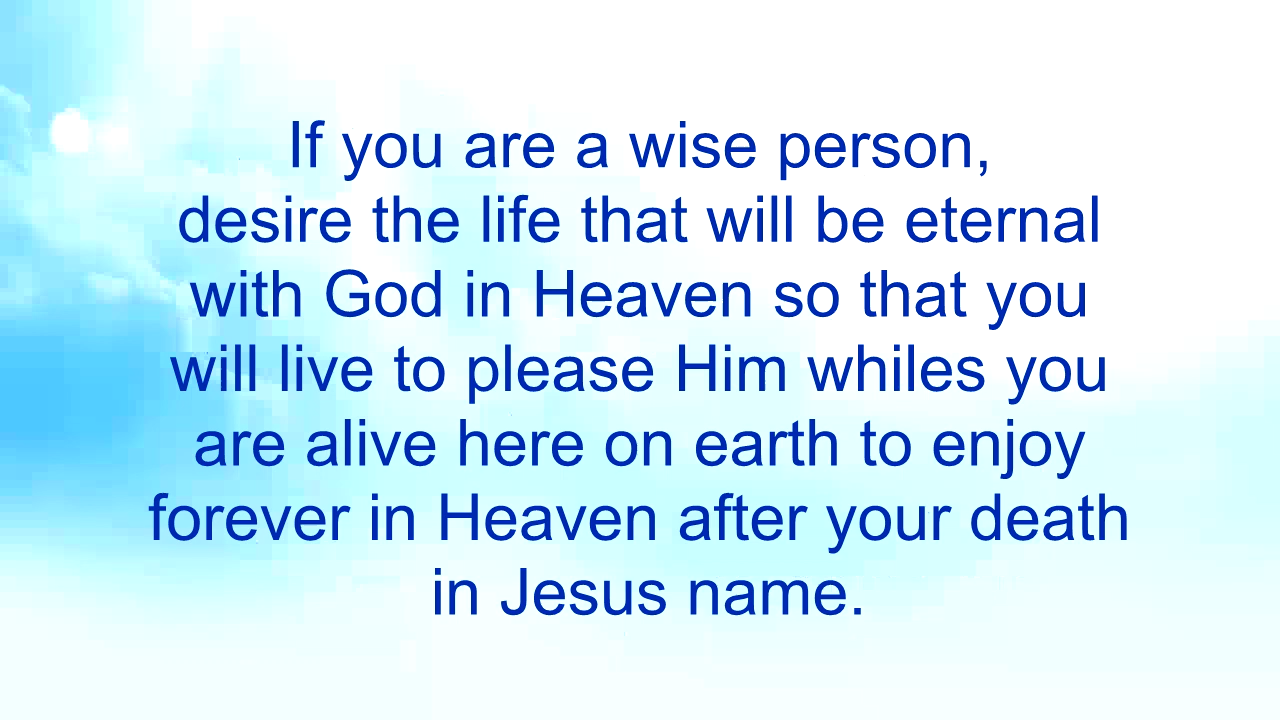 If you are a wise person,
desire the life that will be eternal
with God in Heaven so that you
will live to please Him whiles you
are alive here on earth to enjoy
forever in Heaven after your death
in Jesus name.